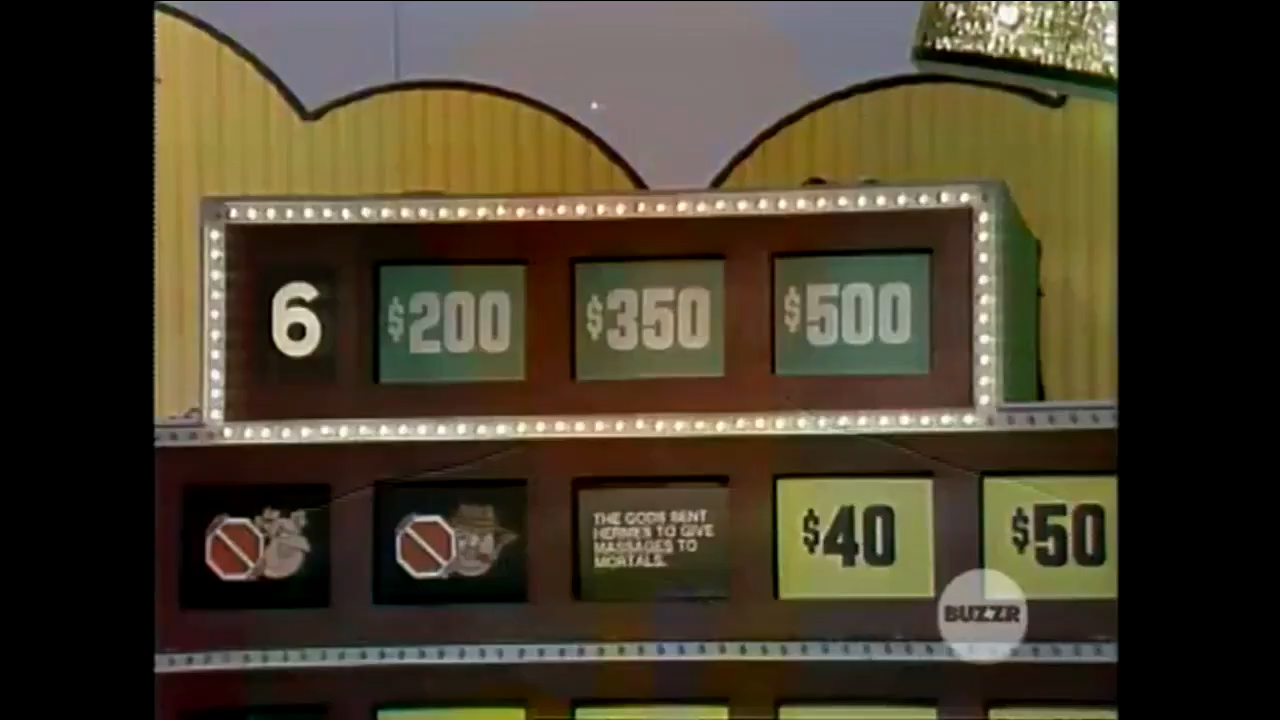 6 $200 $350 $500
THE GODS SENT
HERMES TO GIVE
MASSAGES TO
MORTALS.
$40
$50
BUZZR